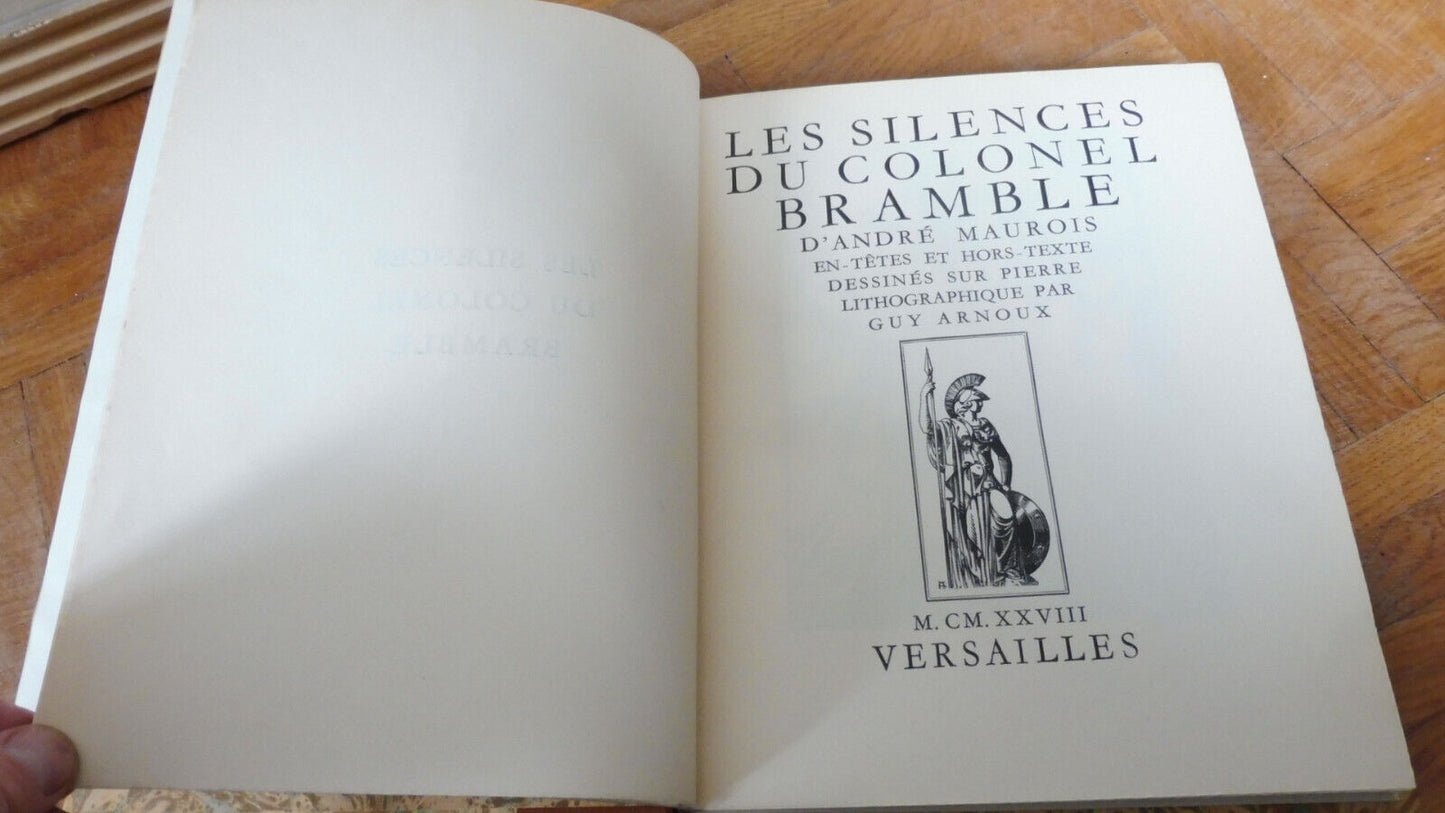 LES SILENCES
DU COLONEL
BRAMBLE
D'ANDRÉ MAUROIS
EN-TÊTES ET HORS-TEXTE
DESSINÉS SUR PIERRE
LITHOGRAPHIQUE PAR
GUY ARNOUX
M. CM. XXVIII
VERSAILLES